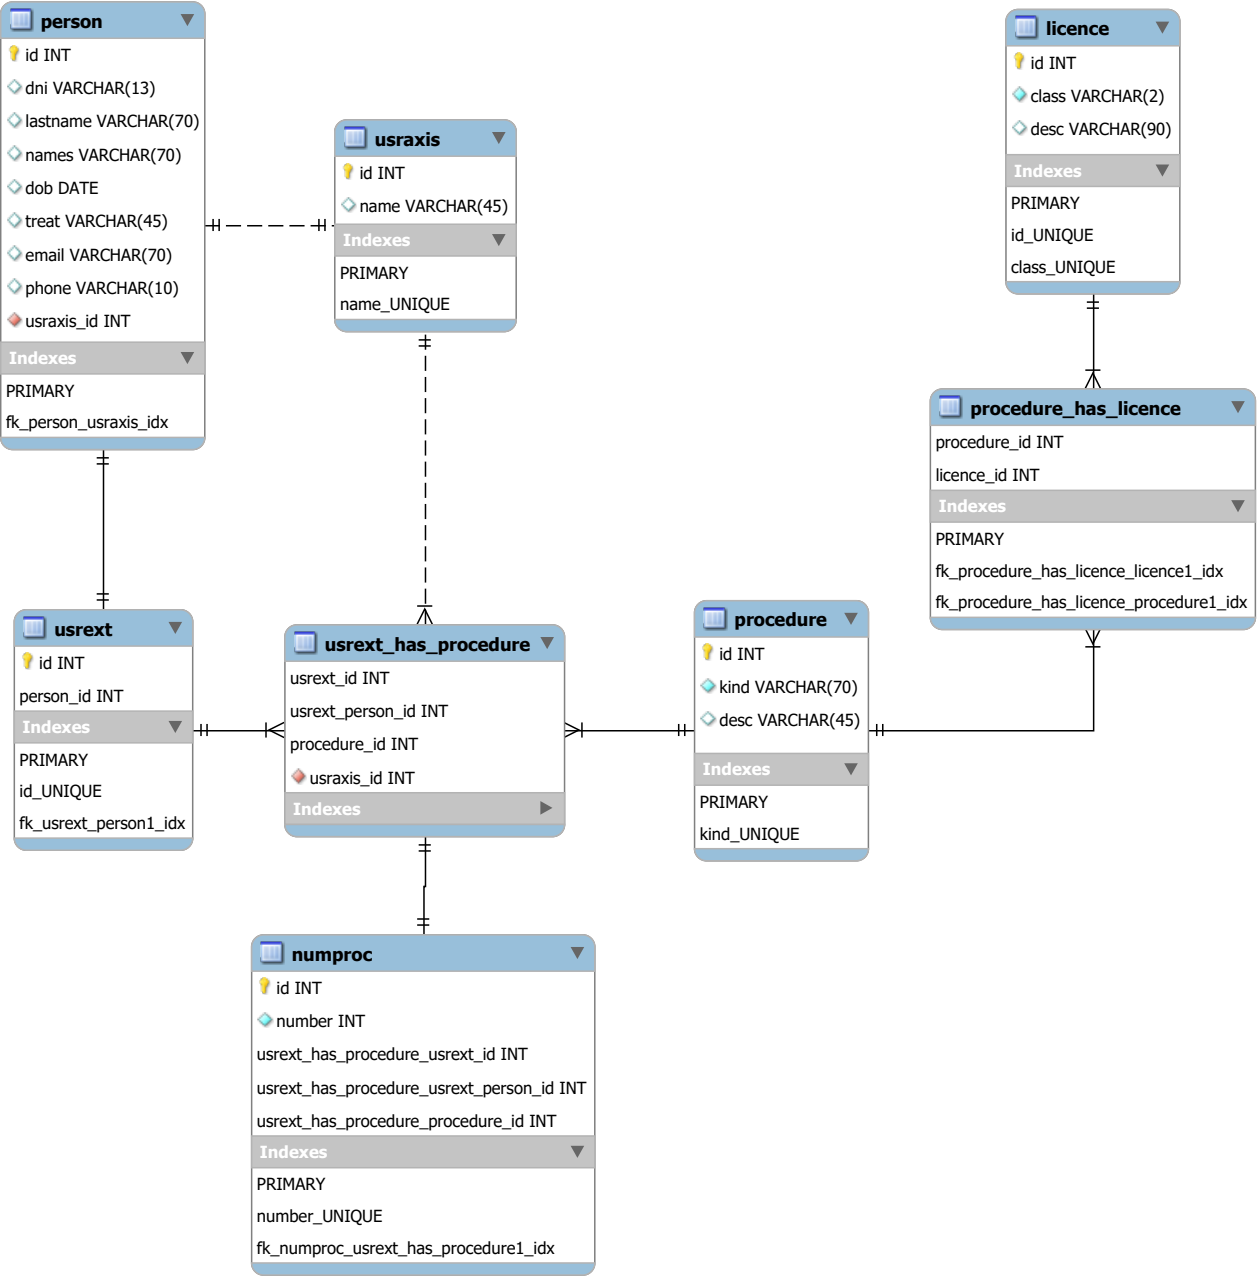 person
id INT
dni VARCHAR(13)
lastname VARCHAR(70)
names VARCHAR(70)
dob DATE
treat VARCHAR(45)
email VARCHAR(70)
phone VARCHAR(10)
usraxis_id INT
Indexes
PRIMARY
fk_person_usraxis_idx
usraxis
id INT
name VARCHAR(45)
Indexes
PRIMARY
name_UNIQUE
licence
id INT
class VARCHAR(2)
desc VARCHAR(90)
Indexes
PRIMARY
id_UNIQUE
class_UNIQUE
procedure_has_licence
procedure_id INT
licence_id INT
Indexes
PRIMARY
fk_procedure_has_licence_licence1_idx
fk_procedure_has_licence_procedure1_idx
usrext
id INT
person_id INT
Indexes
PRIMARY
id_UNIQUE
fk_usrext_person1_idx
usrext_has_procedure
usrext_id INT
usrext_person_id INT
procedure_id INT
usraxis_id INT
Indexes
procedure
id INT
kind VARCHAR(70)
desc VARCHAR(45)
Indexes
PRIMARY
kind_UNIQUE
numproc
id INT
number INT
usrext_has_procedure_usrext_id INT
usrext_has_procedure_usrext_person_id INT
usrext_has_procedure_procedure_id INT
Indexes
PRIMARY
number_UNIQUE
fk_numproc_usrext_has_procedure1_idx